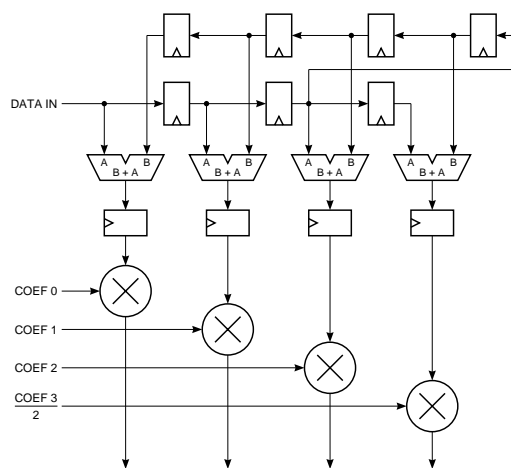 DATA IN
A B A B A B A B
B + A B + A B + A B + A
COEF 0
COEF 1
COEF 2
COEF 3
2